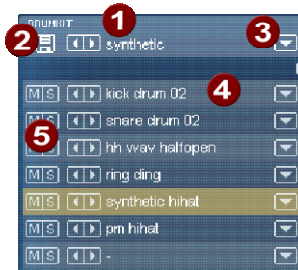 DRUMKIT
1
2
3
synthetic
M S kick drum 02
4
M S snare drum 02
5
hh wav halfopen
M S ring ding
M S synthetic hihat
M S pm hihat
M S -